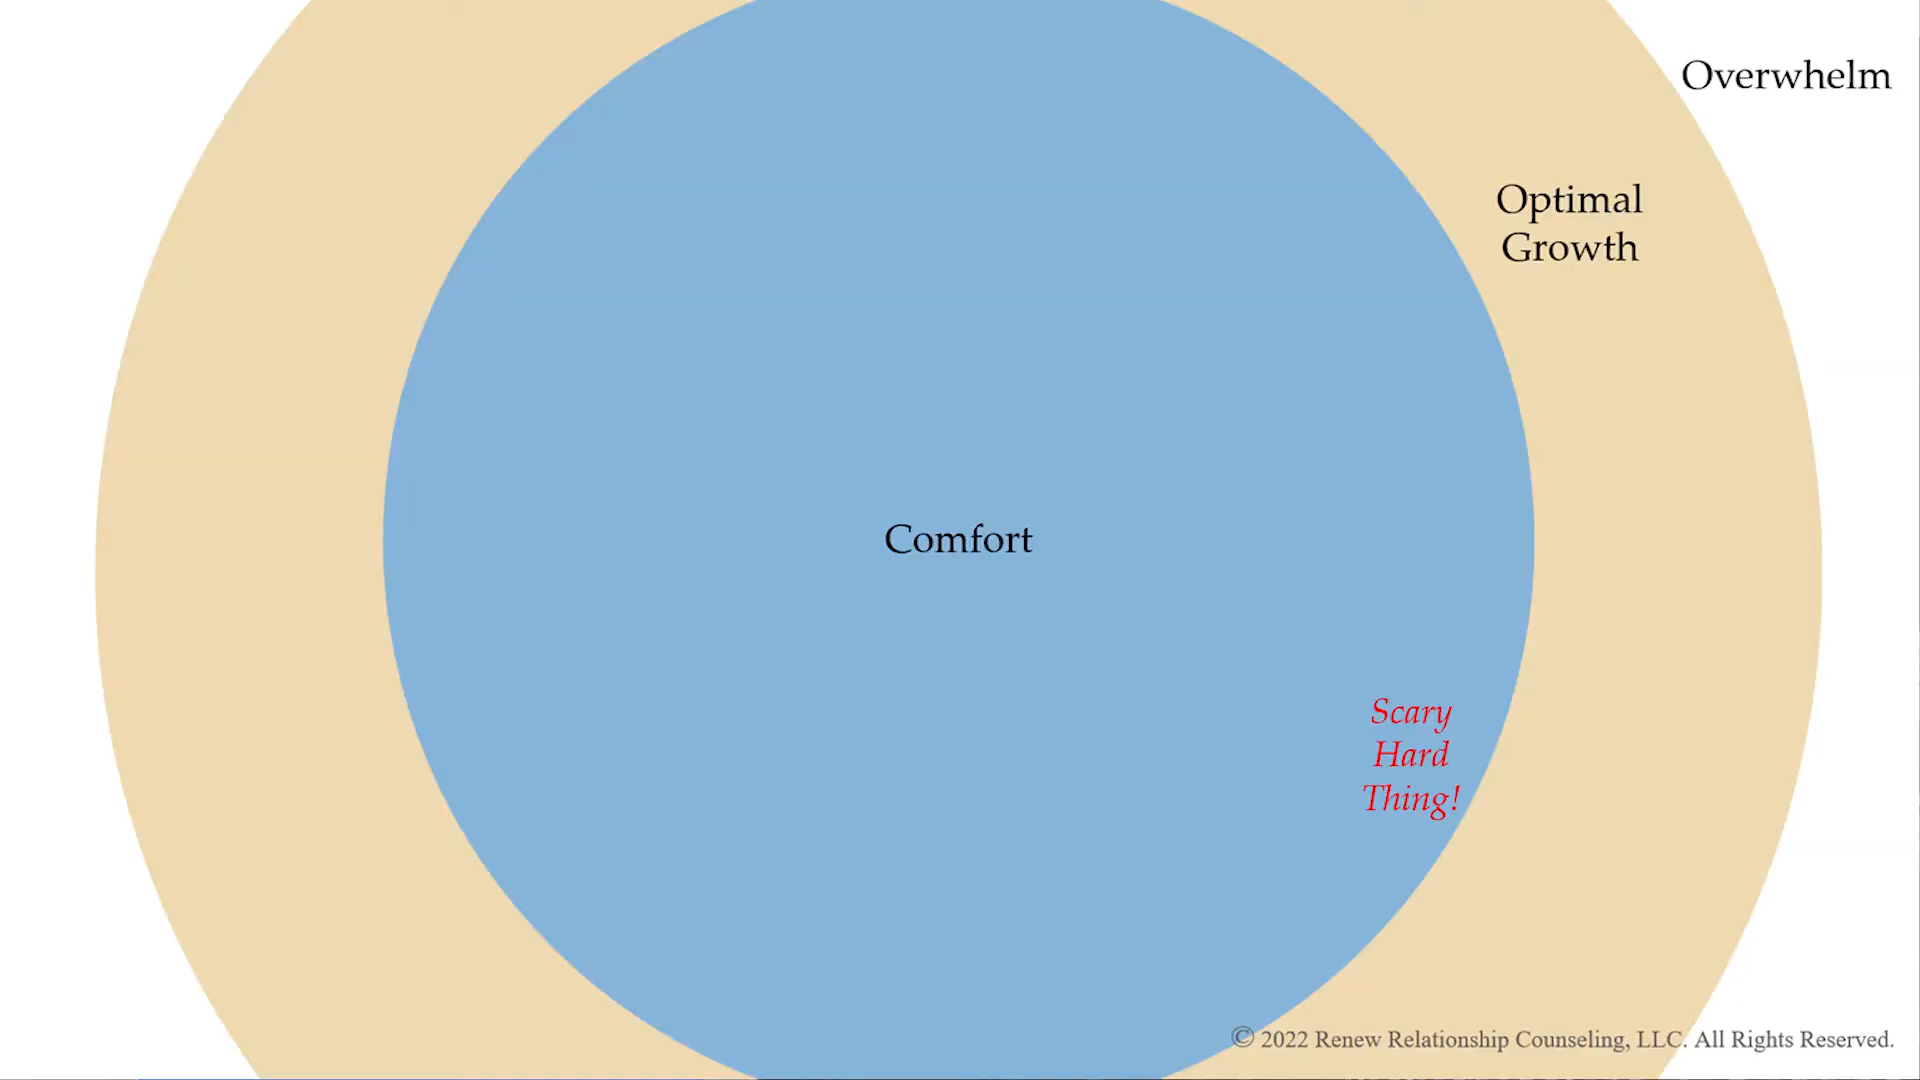 Overwhelm
Optimal
Growth
Comfort
Scary
Hard
Thing!
© 2022 Renew Relationship Counseling, LLC. All Rights Reserved.